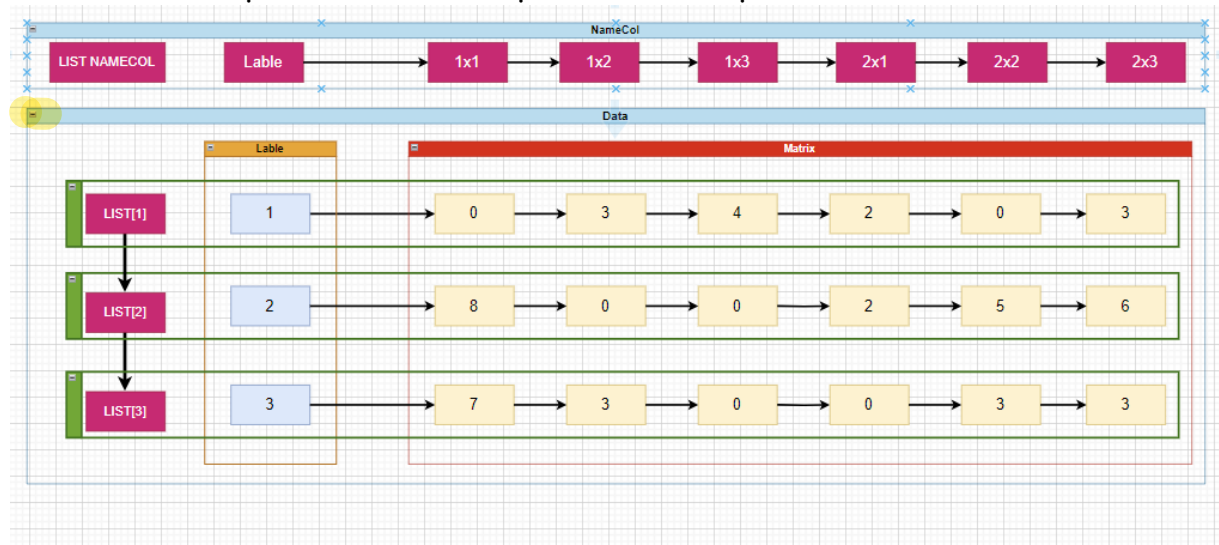 NameCol
LIST NAMECOL Lable 1x1 1x2 1x3 2x1 2x2 2x3
Data
Lable Matrix
LIST[1] 1 0 3 4 2 0 3
LIST[2] 2 8 0 0 2 5 6
LIST[3] 3 7 3 0 0 3 3